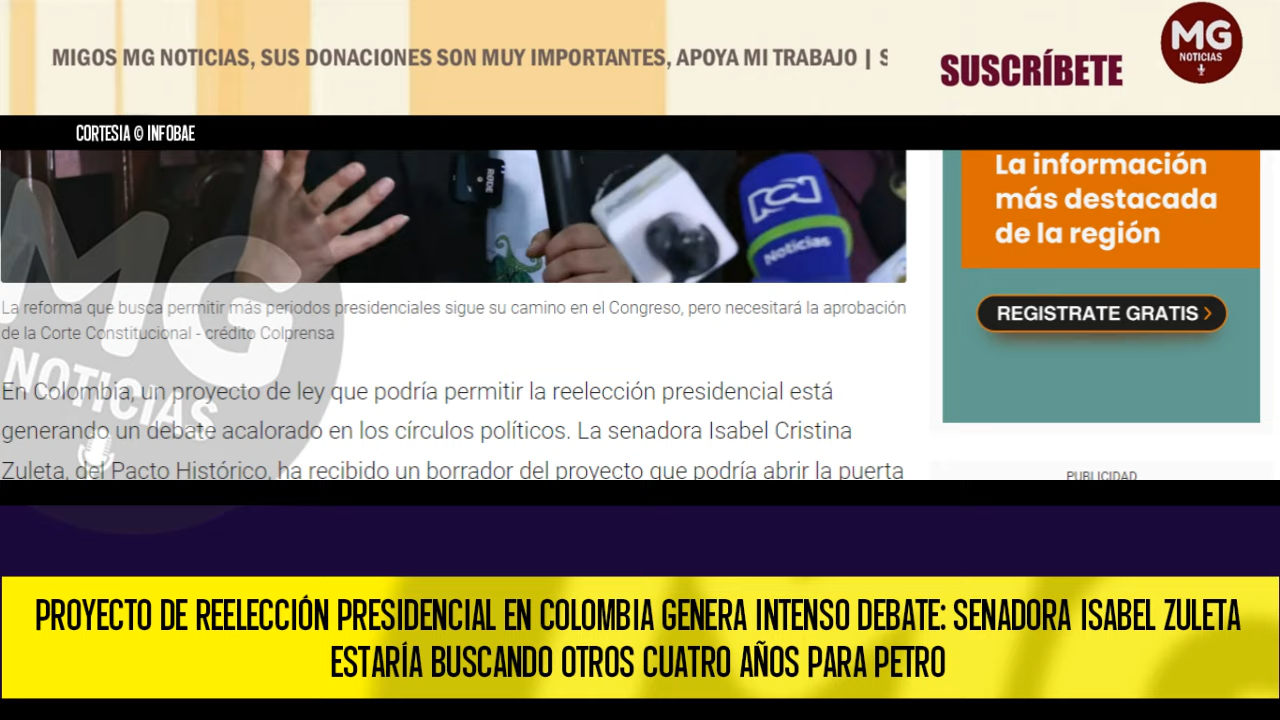 MIGOS MG NOTICIAS, SUS DONACIONES SON MUY IMPORTANTES, APOYA MI TRABAJO | S
SUSCRÍBETE
MG
NOTICIAS
CORTESIA © INFOBAE
RODE
RCN
Noticias
La información
más destacada
de la región
REGISTRATE GRATIS
MG
NOTICIAS
La reforma que busca permitir más periodos presidenciales sigue su camino en el Congreso, pero necesitará la aprobación
de la Corte Constitucional - crédito Colprensa
En Colombia, un proyecto de ley que podría permitir la reelección presidencial está
generando un debate acalorado en los círculos políticos. La senadora Isabel Cristina
Zuleta, del Pacto Histórico, ha recibido un borrador del proyecto que podría abrir la puerta
PUBLICIDAD
PROYECTO DE REELECCIÓN PRESIDENCIAL EN COLOMBIA GENERA INTENSO DEBATE: SENADORA ISABEL ZULETA
ESTARÍA BUSCANDO OTROS CUATRO AÑOS PARA PETRO